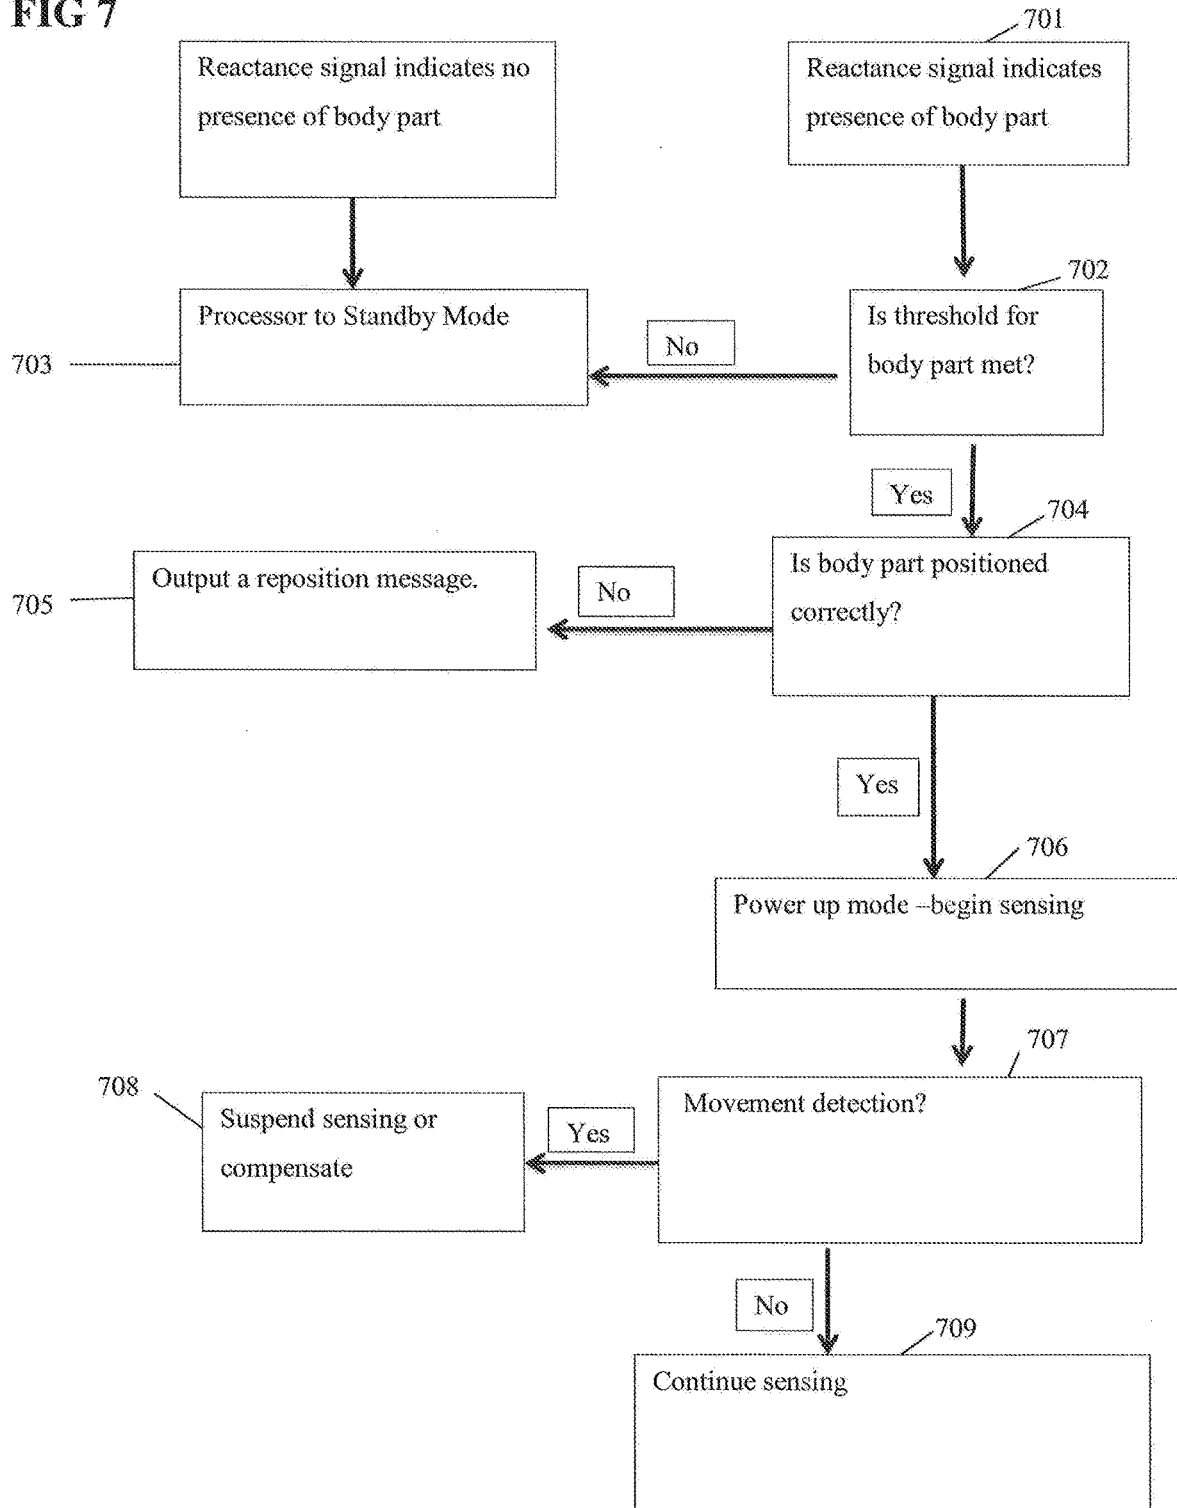 FIG 7
701
Reactance signal indicates no
presence of body part
Reactance signal indicates
presence of body part
702
Processor to Standby Mode
703
No
Is threshold for
body part met?
Yes
704
Output a reposition message.
705
No
Is body part positioned
correctly?
Yes
706
Power up mode –begin sensing
707
708
Suspend sensing or
compensate
Yes
Movement detection?
No
709
Continue sensing